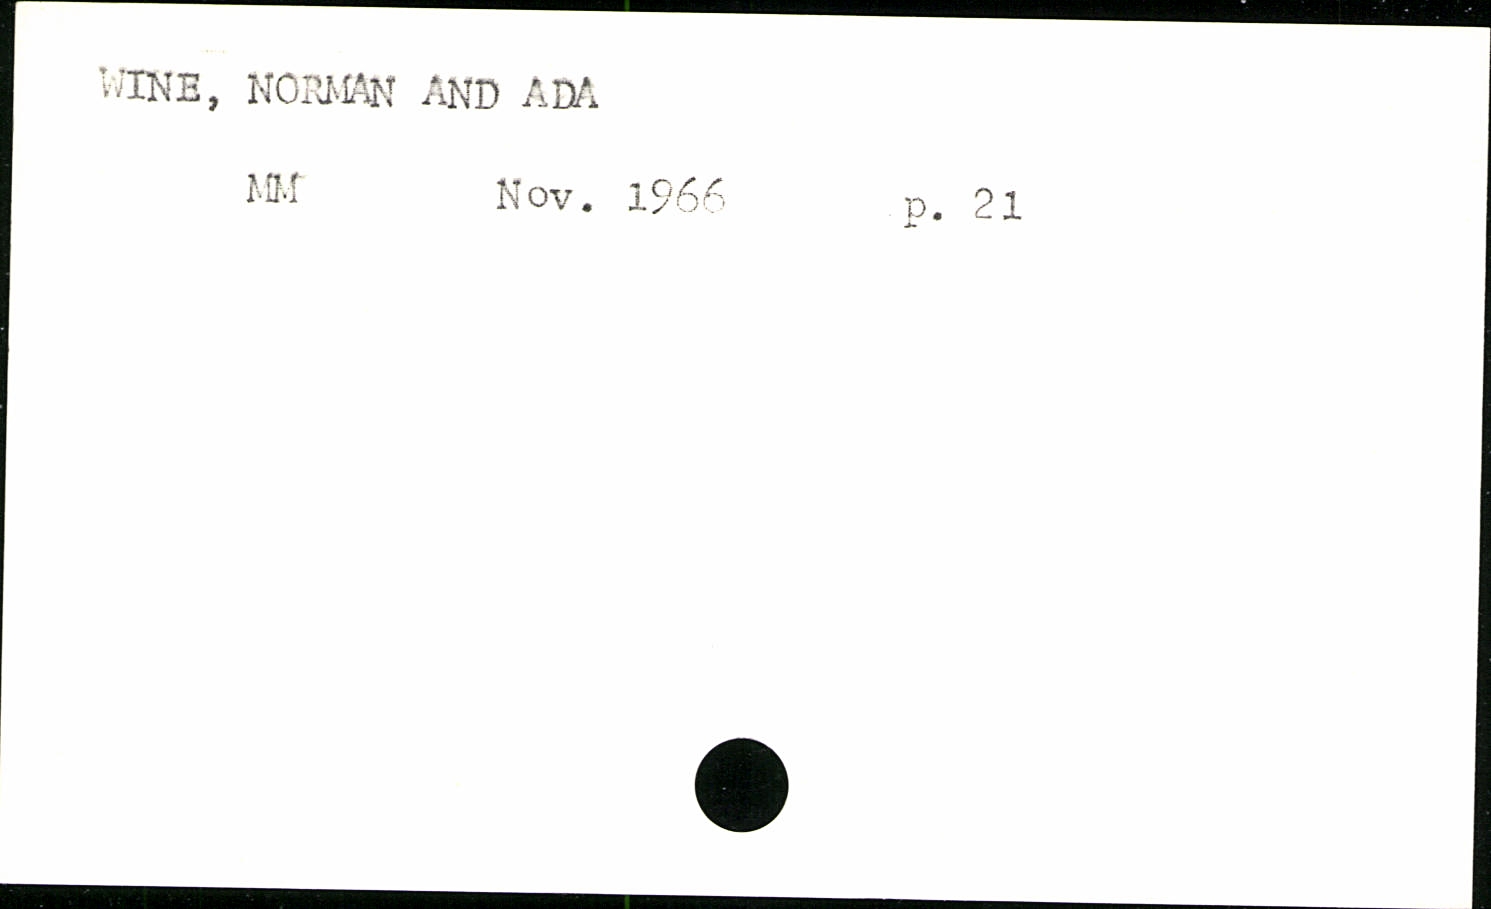 WINE, NORMAN AND ADA
MM Nov. 1966 p. 21